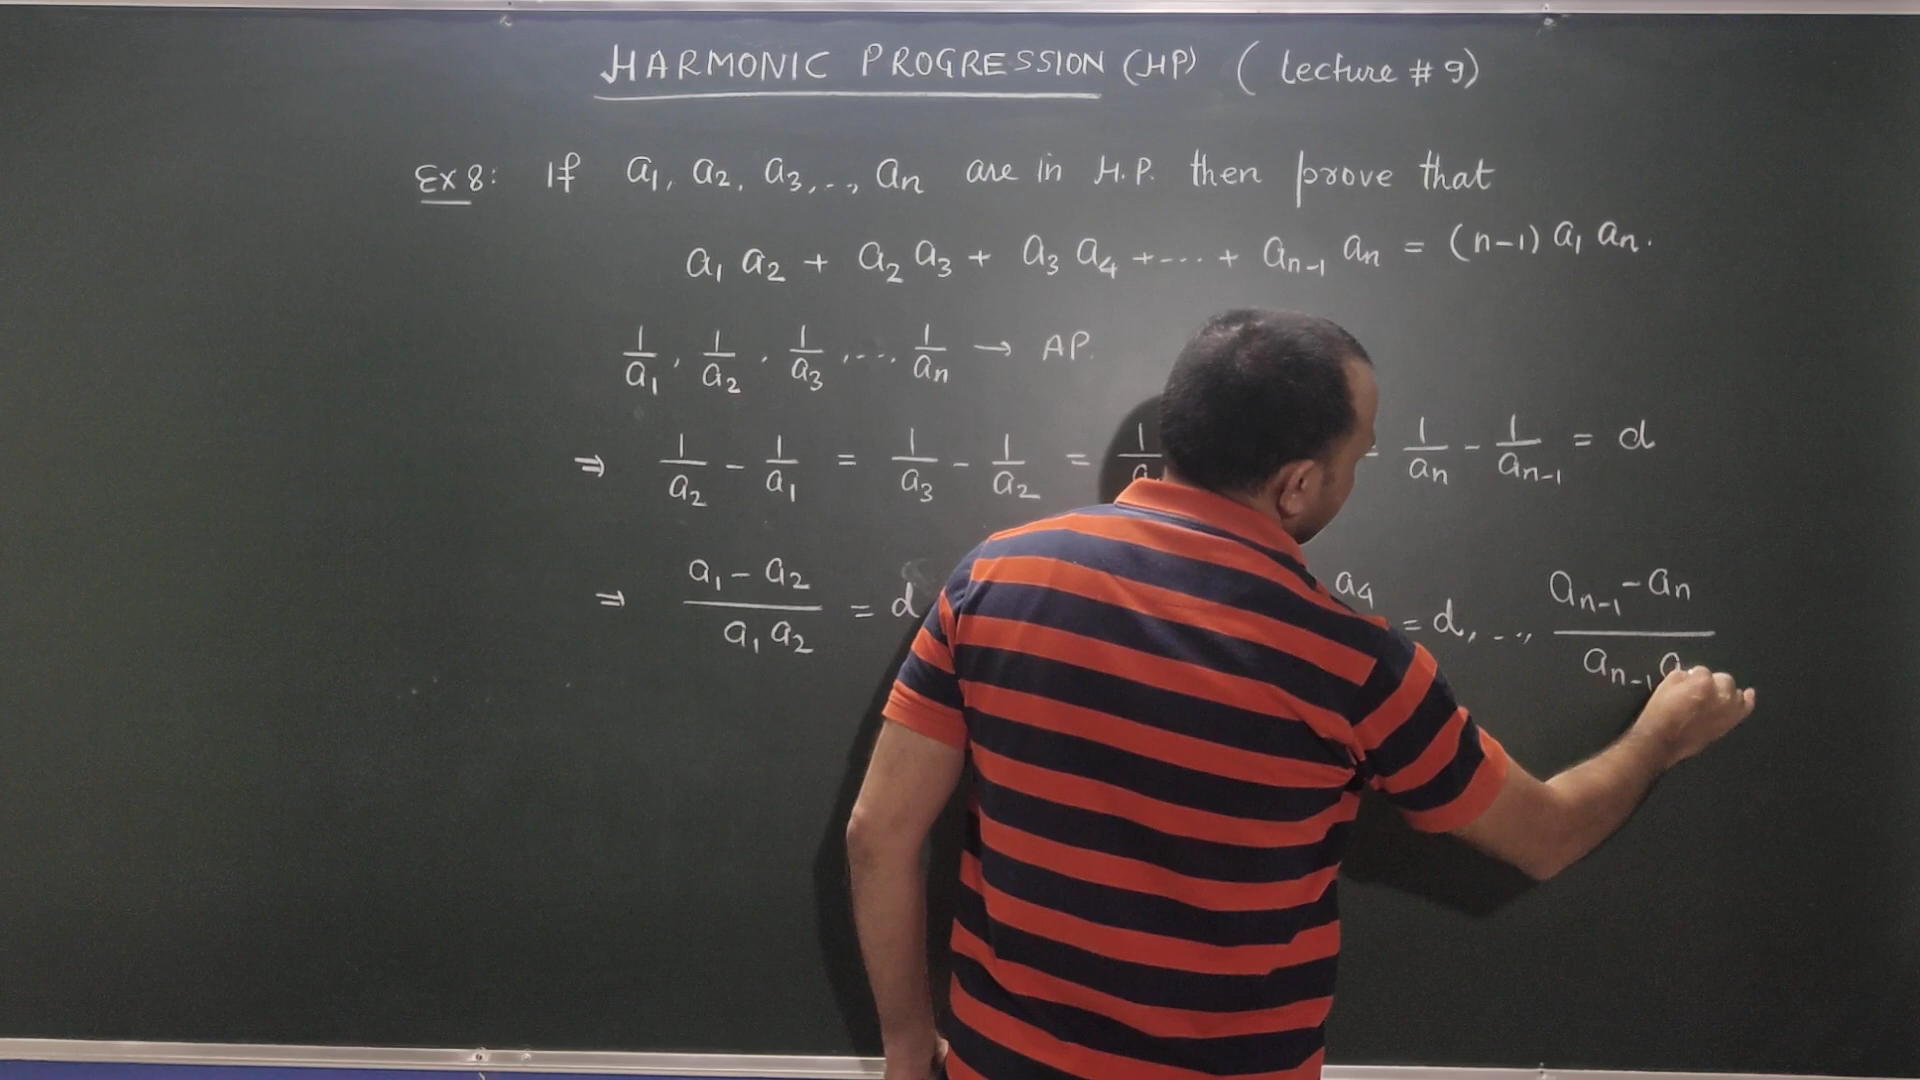 HARMONIC PROGRESSION (HP) ( Lecture # 9)
Ex 8: If a₁, a₂, a₃,..., aₙ are in H.P. then prove that
a₁ a₂ + a₂ a₃ + a₃ a₄ +---+ aₙ₋₁ aₙ = (n-1) a₁ aₙ.
1/a₁, 1/a₂, 1/a₃,... 1/aₙ → AP.
⇒ 1/a₂ - 1/a₁ = 1/a₃ - 1/a₂ = 1/ 1/aₙ - 1/aₙ₋₁ = d
⇒ (a₁ - a₂)/(a₁ a₂) = d a₄ = d, ..., (aₙ₋₁ - aₙ)/(aₙ₋₁ a